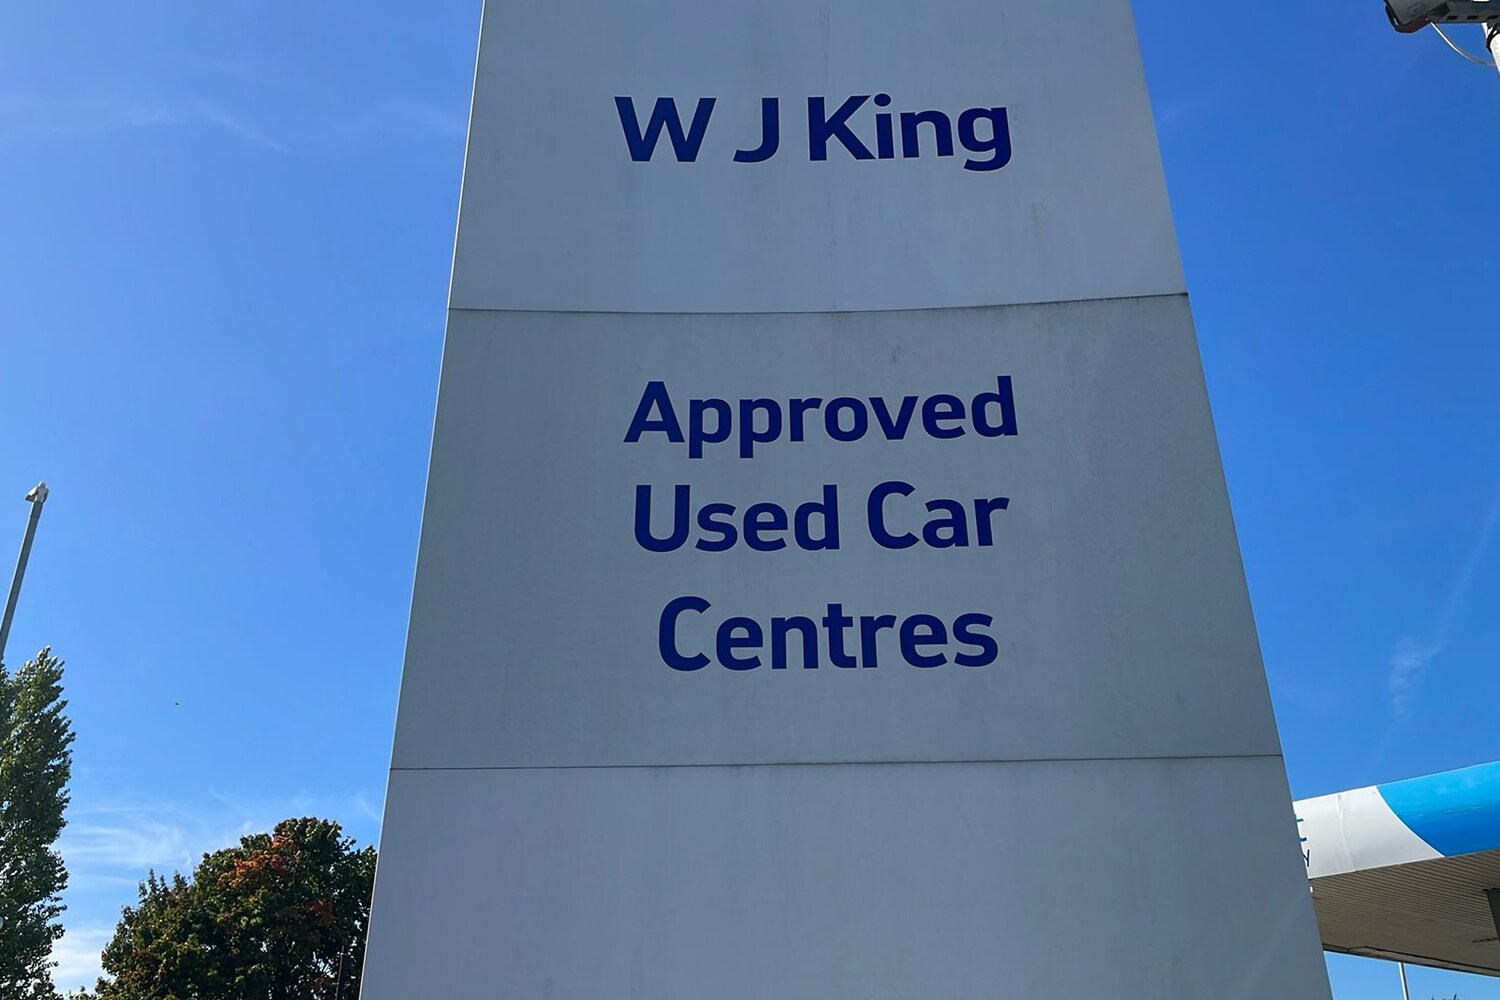 W J King
Approved
Used Car
Centres